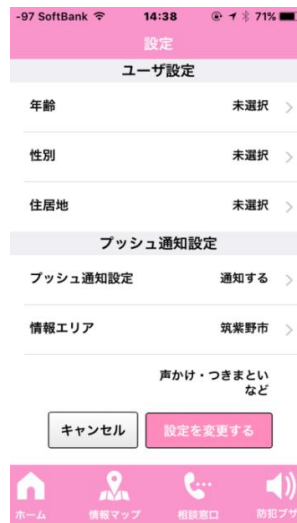 -97 SoftBank 14:38 71%
設定
ユーザ設定
年齢 未選択
性別 未選択
住居地 未選択
プッシュ通知設定
プッシュ通知設定 通知する
情報エリア 筑紫野市
声かけ・つきまとい
など
キャンセル 設定を変更する
ホーム 情報マップ 相談窓口 防犯ブザ